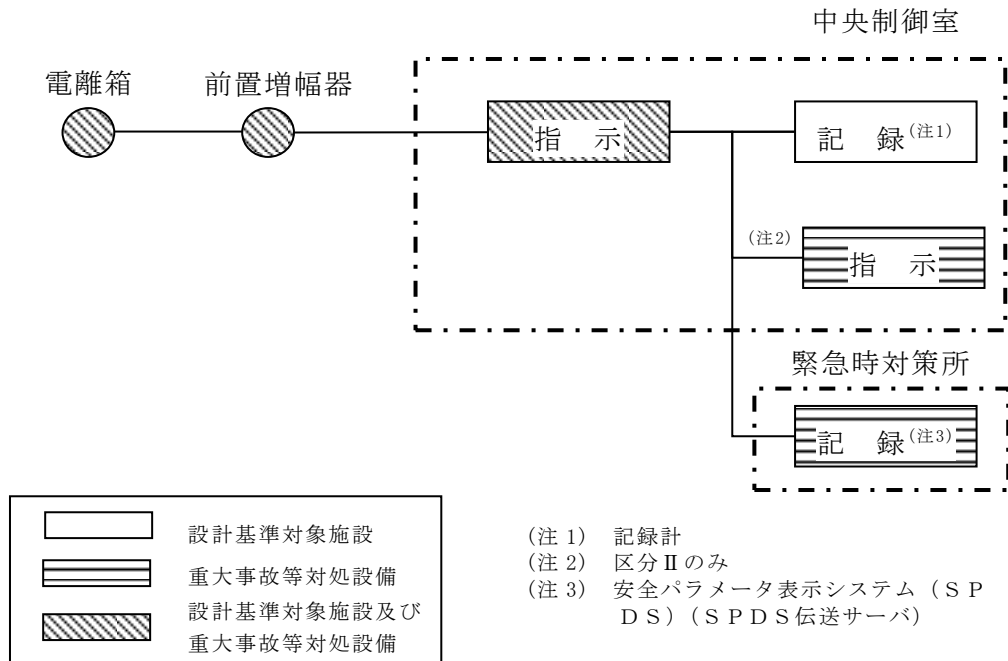 中央制御室
電離箱
前置増幅器
指 示
記 録(注1)
(注2)
指 示
緊急時対策所
記 録(注3)
設計基準対象施設
重大事故等対処設備
設計基準対象施設及び
重大事故等対処設備
(注 1) 記録計
(注 2) 区分Ⅱのみ
(注 3) 安全パラメータ表示システム(SP
DS)(SPDS伝送サーバ)